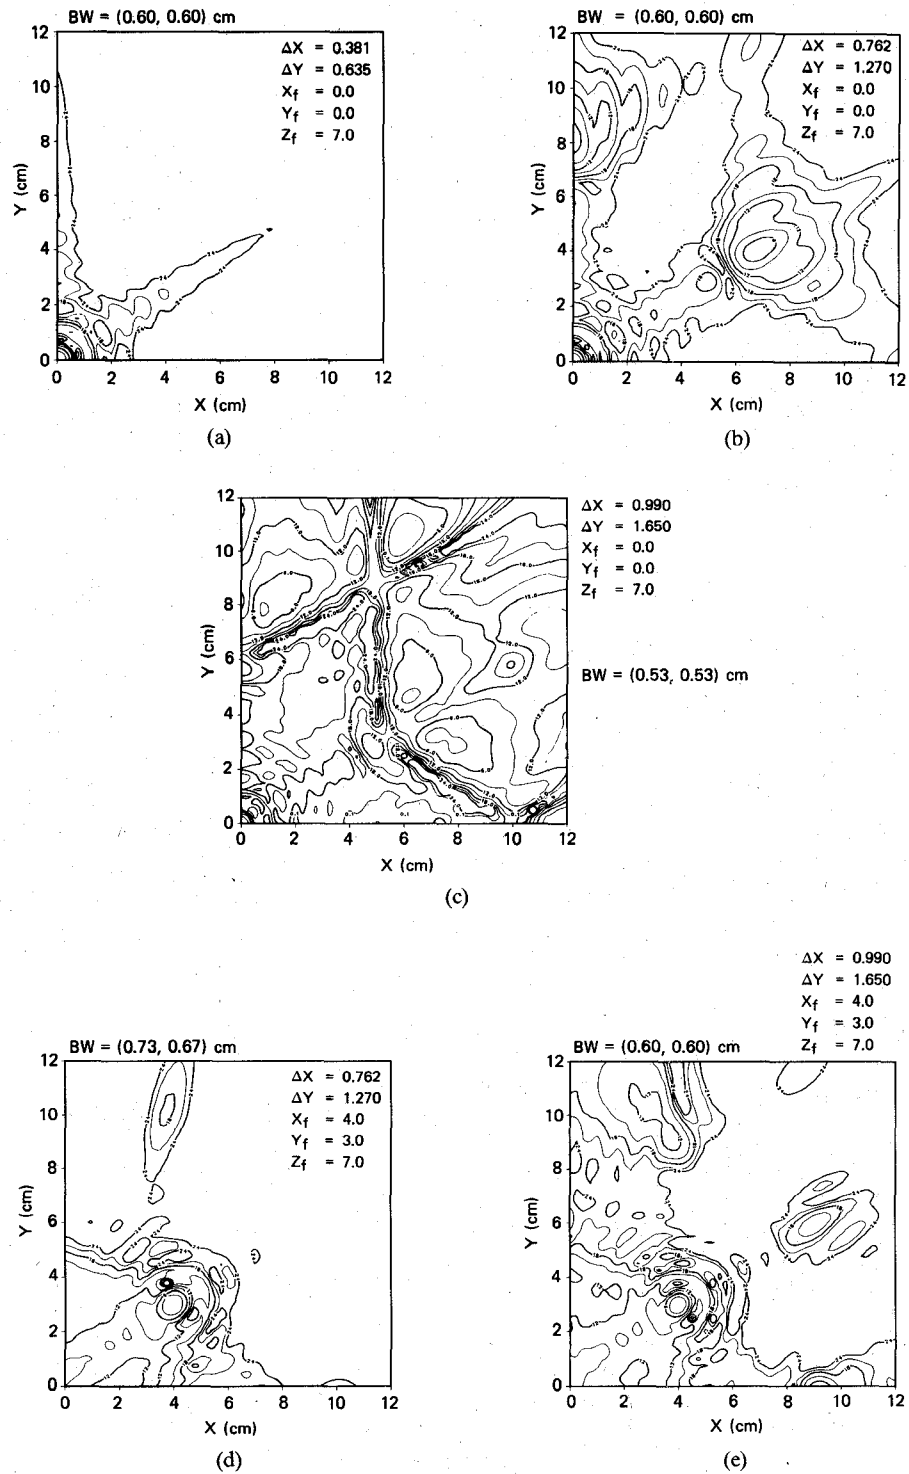 BW = (0.60, 0.60) cm
ΔX = 0.381
ΔY = 0.635
Xf = 0.0
Yf = 0.0
Zf = 7.0
12
10
8
6
4
2
0
Y (cm)
0 2 4 6 8 10 12
X (cm)
(a)
BW = (0.60, 0.60) cm
ΔX = 0.762
ΔY = 1.270
Xf = 0.0
Yf = 0.0
Zf = 7.0
12
10
8
6
4
2
0
Y (cm)
0 2 4 6 8 10 12
X (cm)
(b)
ΔX = 0.990
ΔY = 1.650
Xf = 0.0
Yf = 0.0
Zf = 7.0
BW = (0.53, 0.53) cm
12
10
8
6
4
2
0
Y (cm)
0 2 4 6 8 10 12
X (cm)
(c)
BW = (0.73, 0.67) cm
ΔX = 0.762
ΔY = 1.270
Xf = 4.0
Yf = 3.0
Zf = 7.0
12
10
8
6
4
2
0
Y (cm)
0 2 4 6 8 10 12
X (cm)
(d)
ΔX = 0.990
ΔY = 1.650
Xf = 4.0
Yf = 3.0
Zf = 7.0
BW = (0.60, 0.60) cm
12
10
8
6
4
2
0
Y (cm)
0 2 4 6 8 10 12
X (cm)
(e)